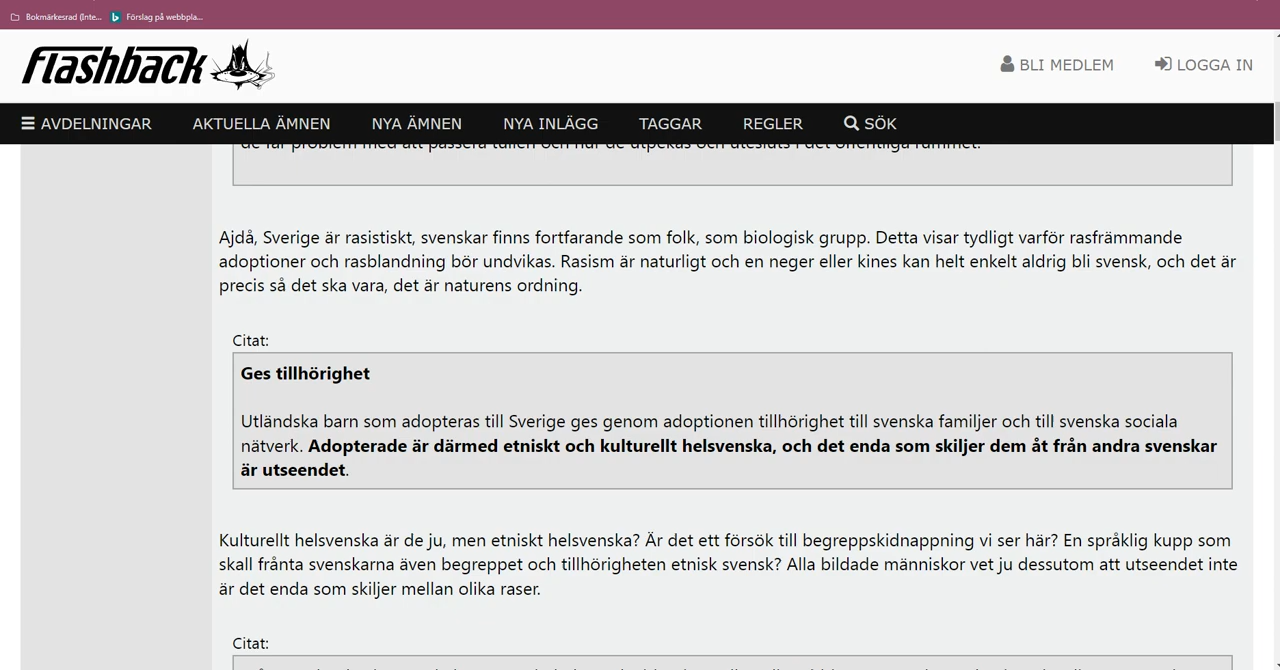 Bokmärkesrad (Inte...
Förslag på webbpla...
flashback
BLI MEDLEM
LOGGA IN
AVDELNINGAR
AKTUELLA ÄMNEN
NYA ÄMNEN
NYA INLÄGG
TAGGAR
REGLER
SÖK
de får problem med att passera tullen och hur de utpekas och utesluts i det offentliga rummet.
Ajdå, Sverige är rasistiskt, svenskar finns fortfarande som folk, som biologisk grupp. Detta visar tydligt varför rasfrämmande
adoptioner och rasblandning bör undvikas. Rasism är naturligt och en neger eller kines kan helt enkelt aldrig bli svensk, och det är
precis så det ska vara, det är naturens ordning.
Citat:
Ges tillhörighet
Utländska barn som adopteras till Sverige ges genom adoptionen tillhörighet till svenska familjer och till svenska sociala
nätverk. Adopterade är därmed etniskt och kulturellt helsvenska, och det enda som skiljer dem åt från andra svenskar
är utseendet.
Kulturellt helsvenska är de ju, men etniskt helsvenska? Är det ett försök till begreppskidnappning vi ser här? En språklig kupp som
skall frånta svenskarna även begreppet och tillhörigheten etnisk svensk? Alla bildade människor vet ju dessutom att utseendet inte
är det enda som skiljer mellan olika raser.
Citat: